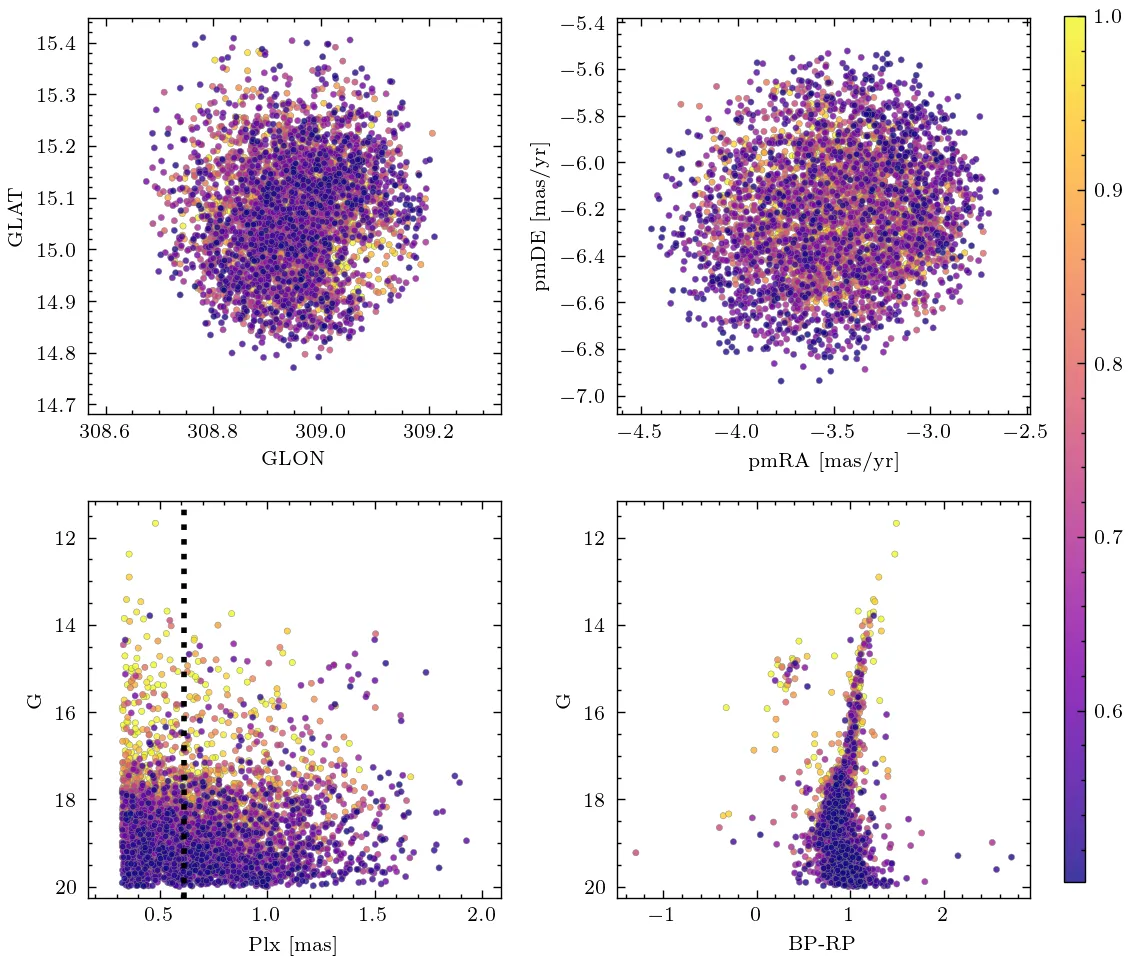 15.4
15.3
15.2
15.1
15.0
14.9
14.8
14.7
GLAT
308.6 308.8 309.0 309.2
GLON
−5.4
−5.6
−5.8
−6.0
−6.2
−6.4
−6.6
−6.8
−7.0
pmDE [mas/yr]
−4.5 −4.0 −3.5 −3.0 −2.5
pmRA [mas/yr]
1.0
0.9
0.8
0.7
0.6
12
14
16
18
20
G
0.5 1.0 1.5 2.0
Plx [mas]
12
14
16
18
20
G
−1 0 1 2
BP-RP